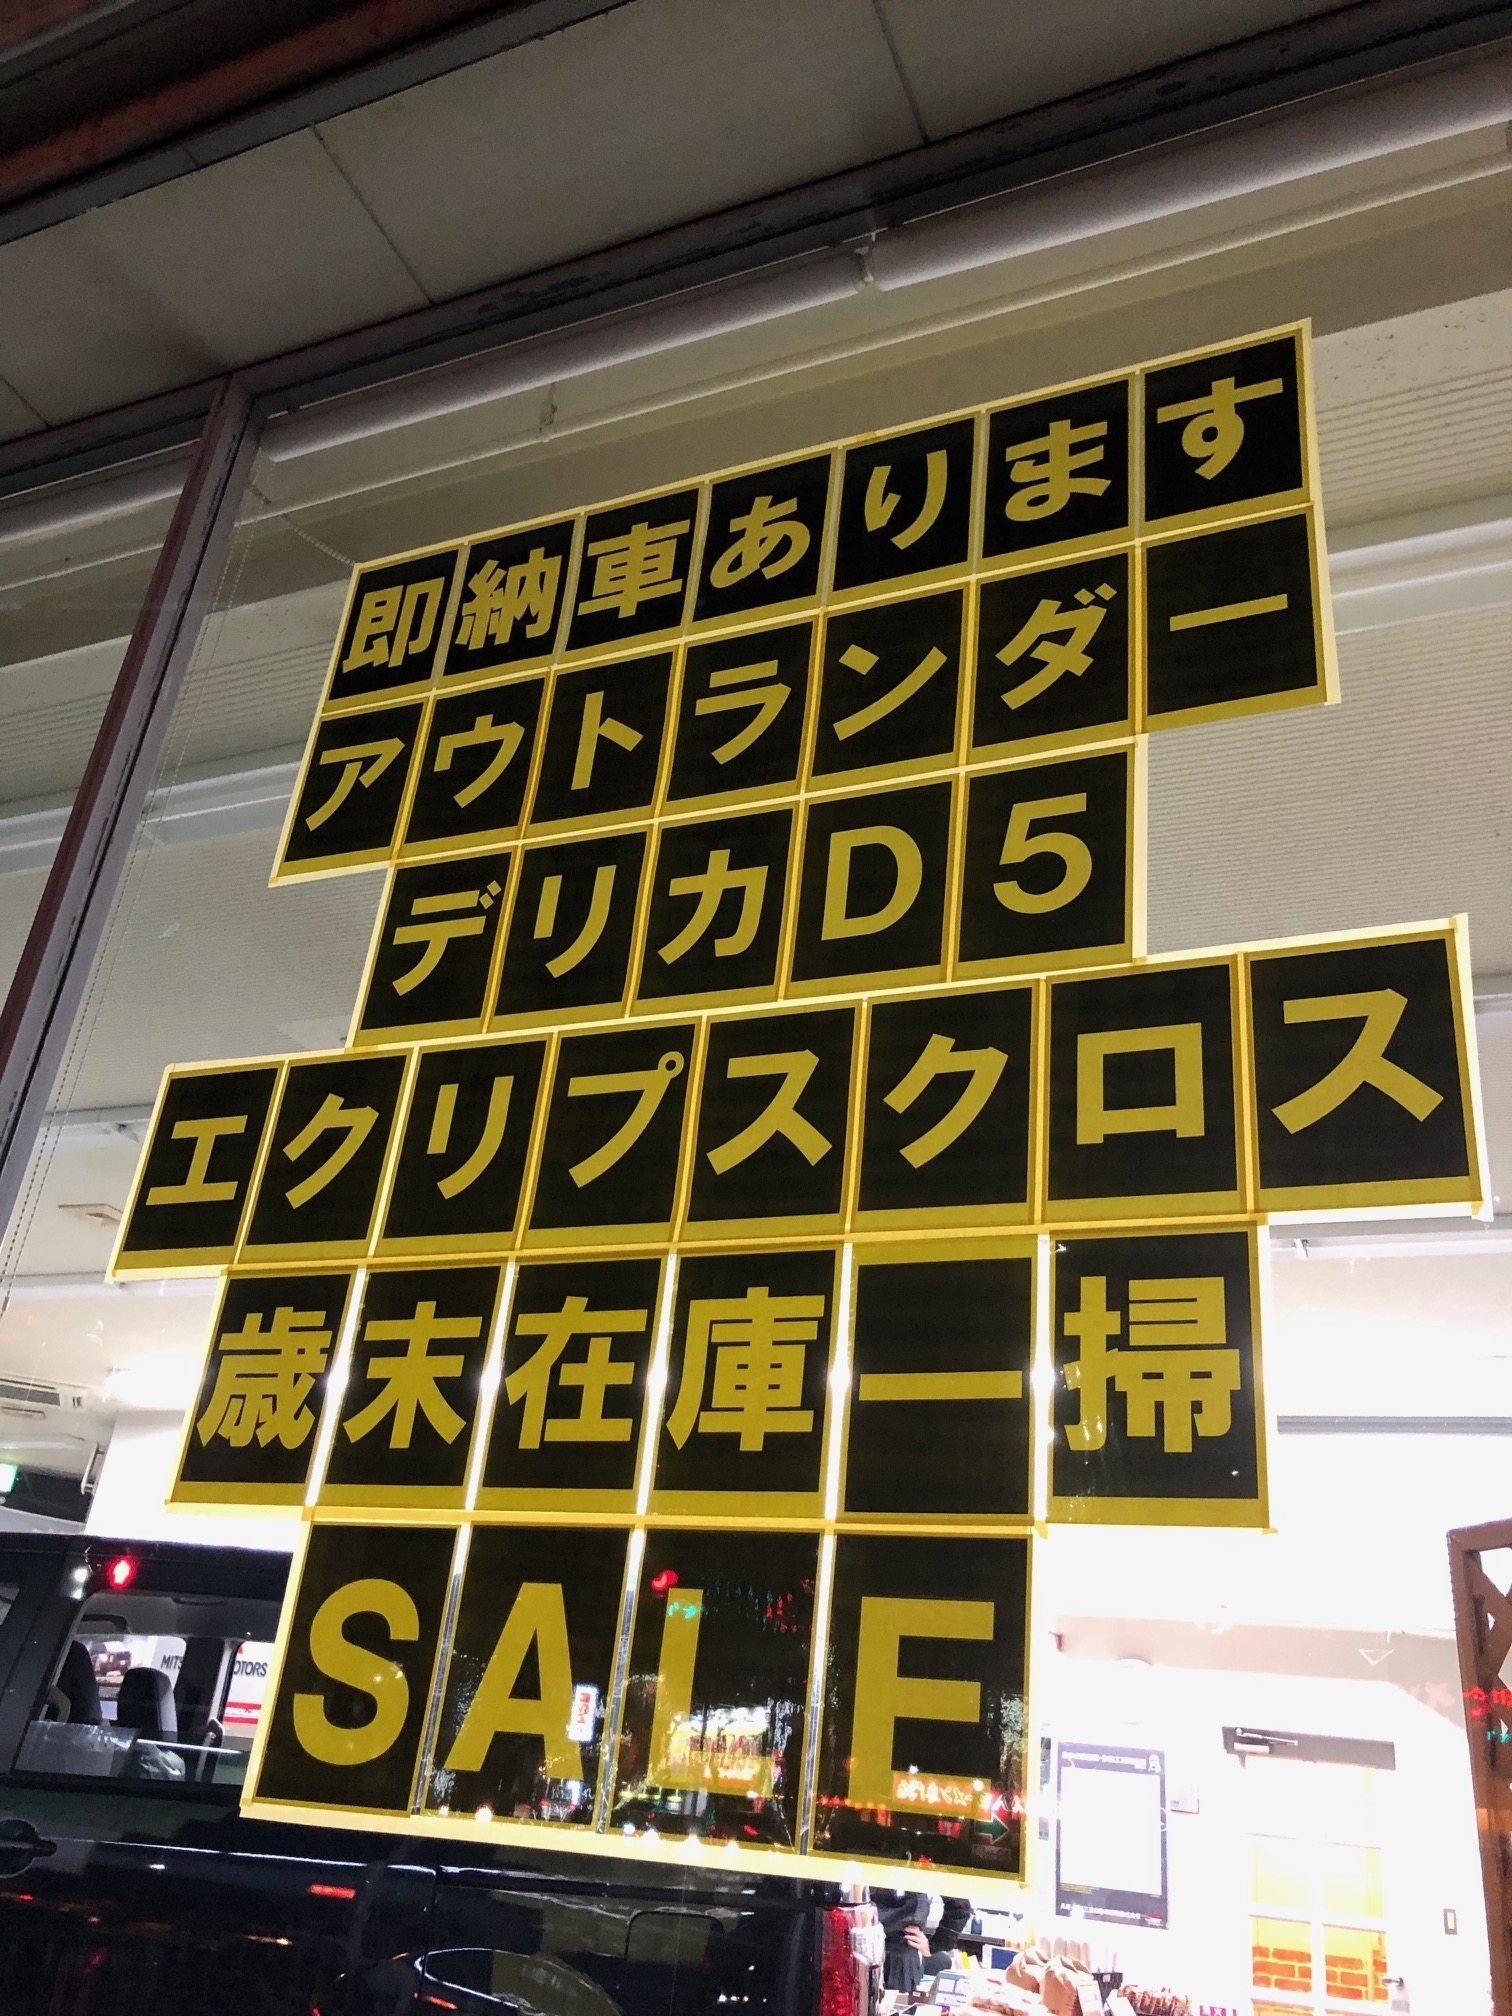 即納車あります
アウトランダー
デリカD5
エクリプスクロス
歳末在庫一掃
SALE